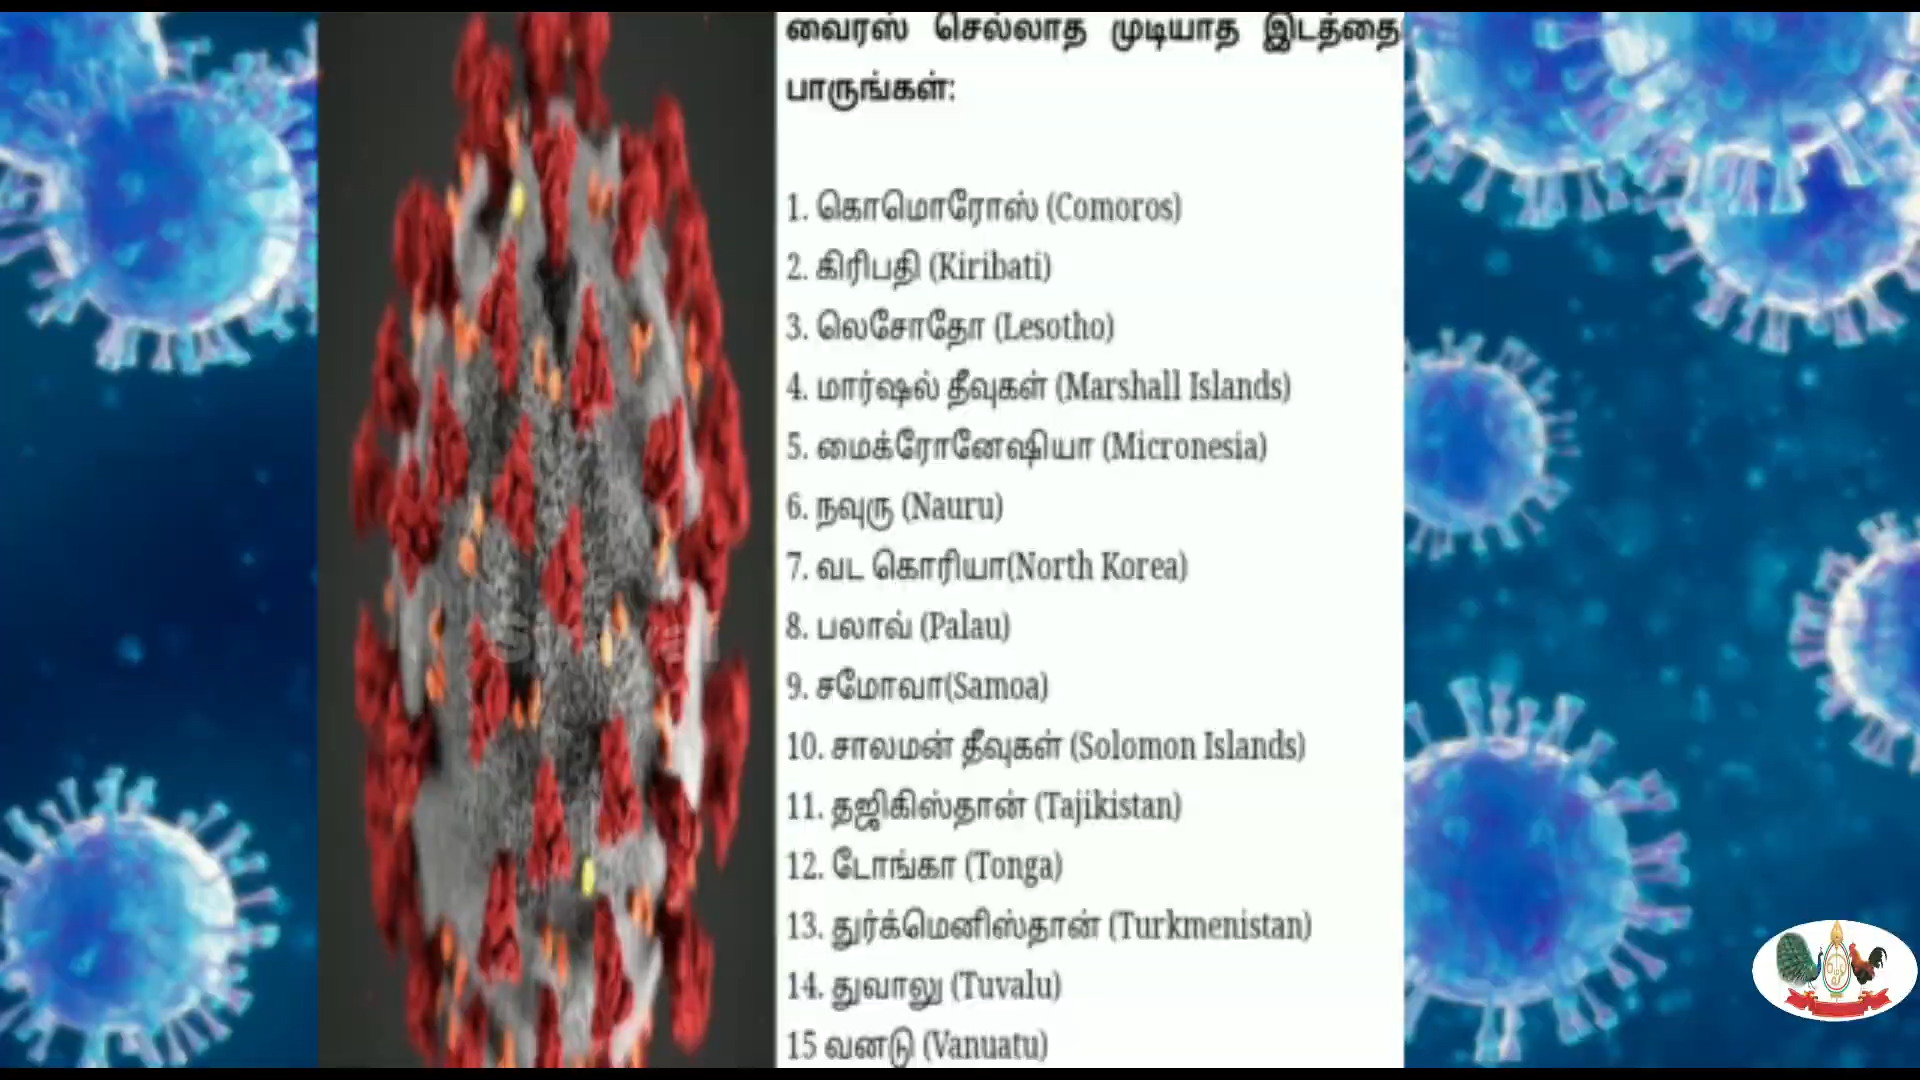 வைரஸ் செல்லாத முடியாத இடத்தை
பாருங்கள்:
1. கொமொரோஸ் (Comoros)
2. கிரிபதி (Kiribati)
3. லெசோதோ (Lesotho)
4. மார்ஷல் தீவுகள் (Marshall Islands)
5. மைக்ரோனேஷியா (Micronesia)
6. நவுரு (Nauru)
7. வட கொரியா(North Korea)
8. பலாவ் (Palau)
9. சமோவா(Samoa)
10. சாலமன் தீவுகள் (Solomon Islands)
11. தஜிகிஸ்தான் (Tajikistan)
12. டோங்கா (Tonga)
13. துர்க்மெனிஸ்தான் (Turkmenistan)
14. துவாலு (Tuvalu)
15 வனடு (Vanuatu)